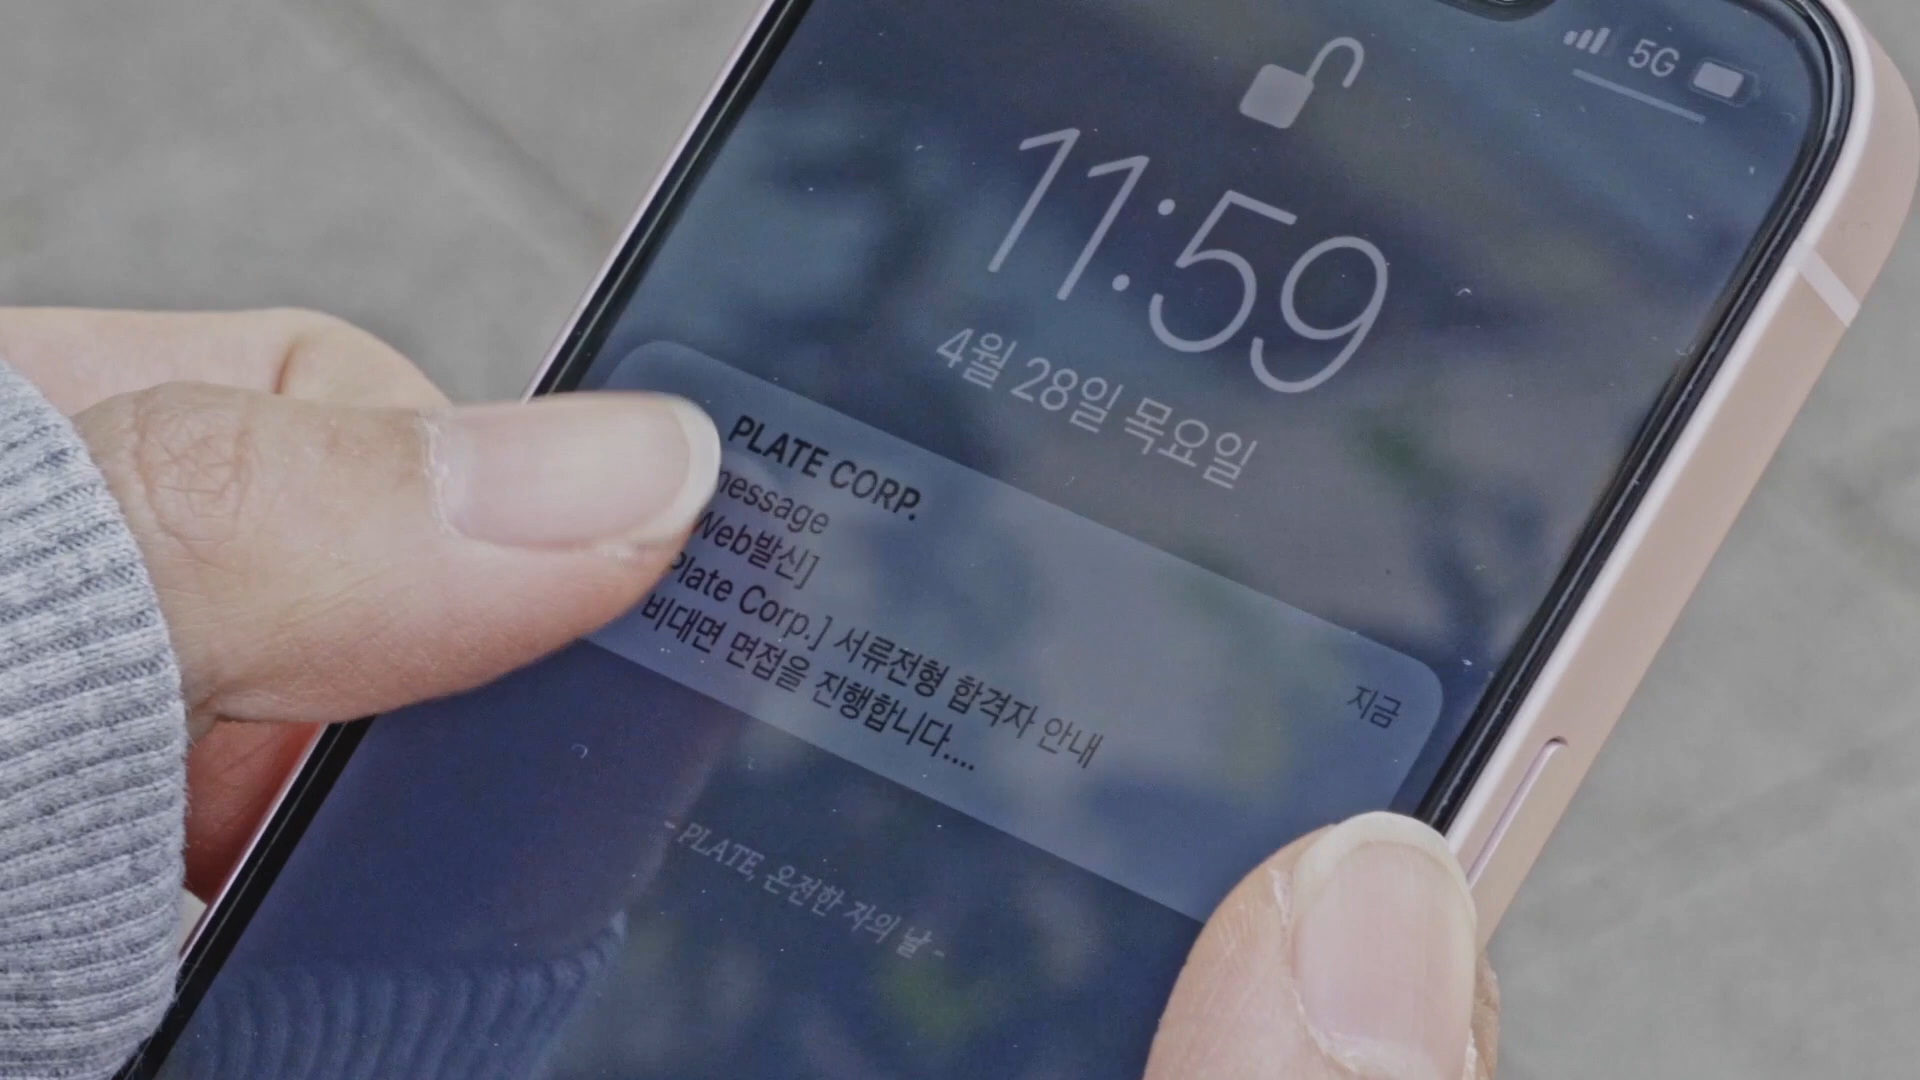 5G
11:59
4월 28일 목요일
PLATE CORP.
message
Web발신]
Plate Corp.] 서류전형 합격자 안내
비대면 면접을 진행합니다....
지금
- PLATE, 온전한 자의 날 -